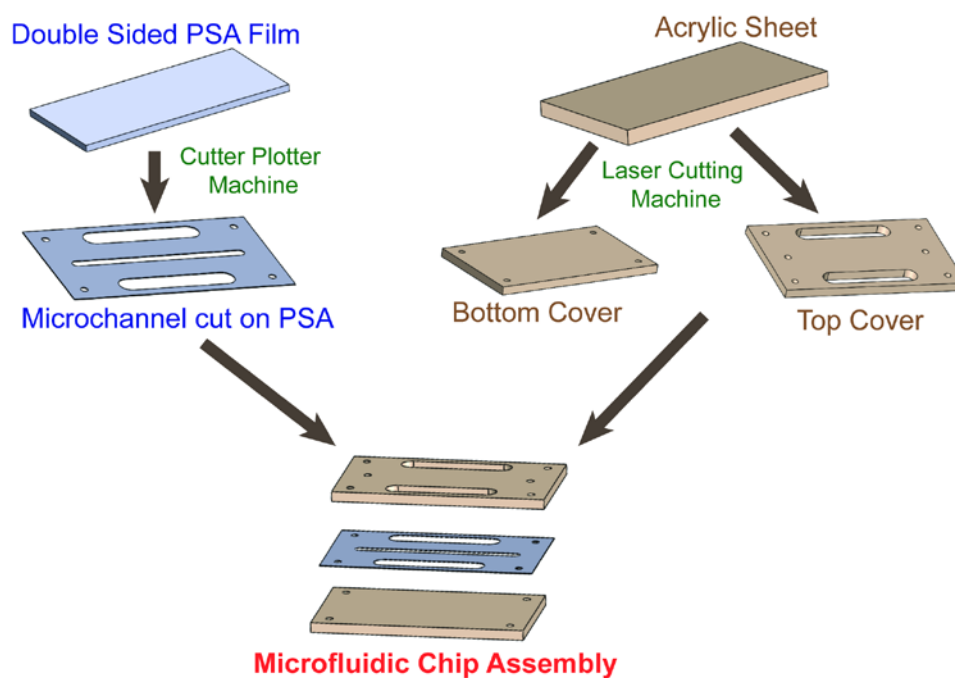 Double Sided PSA Film
Acrylic Sheet
Cutter Plotter
Machine
Laser Cutting
Machine
Microchannel cut on PSA
Bottom Cover
Top Cover
Microfluidic Chip Assembly